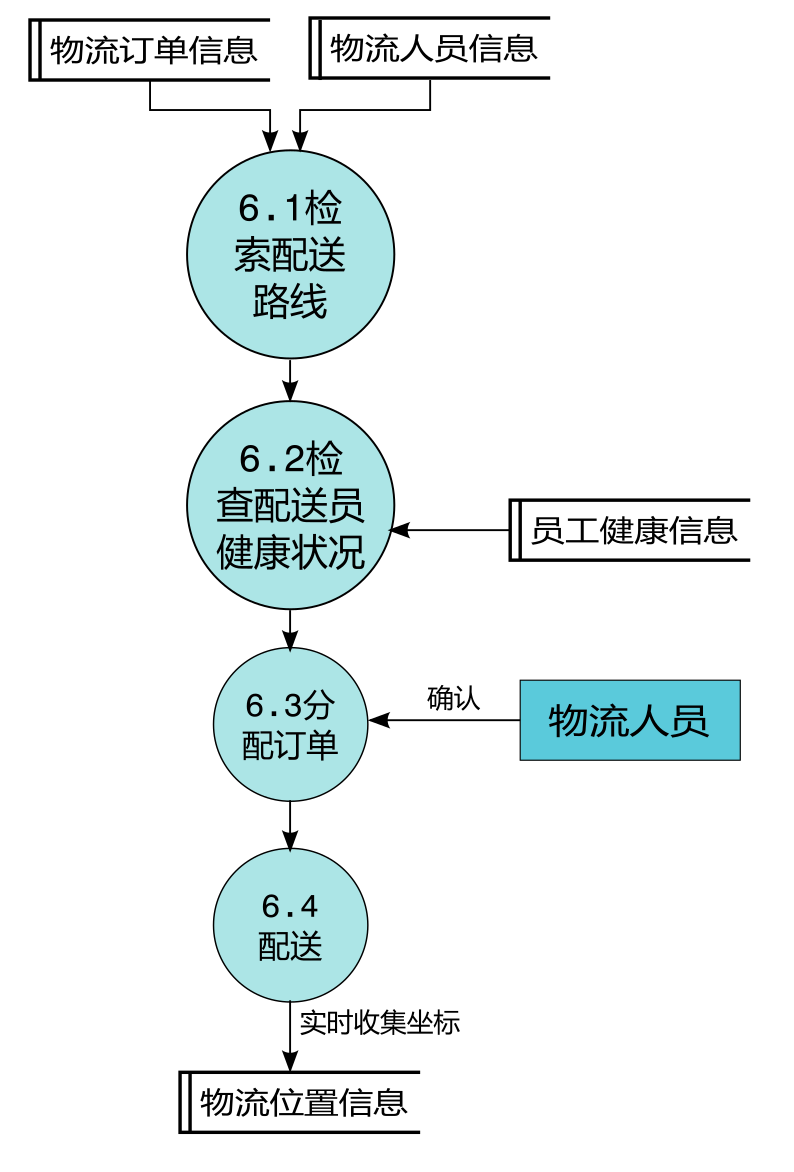 物流订单信息
物流人员信息
6.1检
索配送
路线
6.2检
查配送员
健康状况
员工健康信息
6.3分
配订单
确认
物流人员
6.4
配送
实时收集坐标
物流位置信息